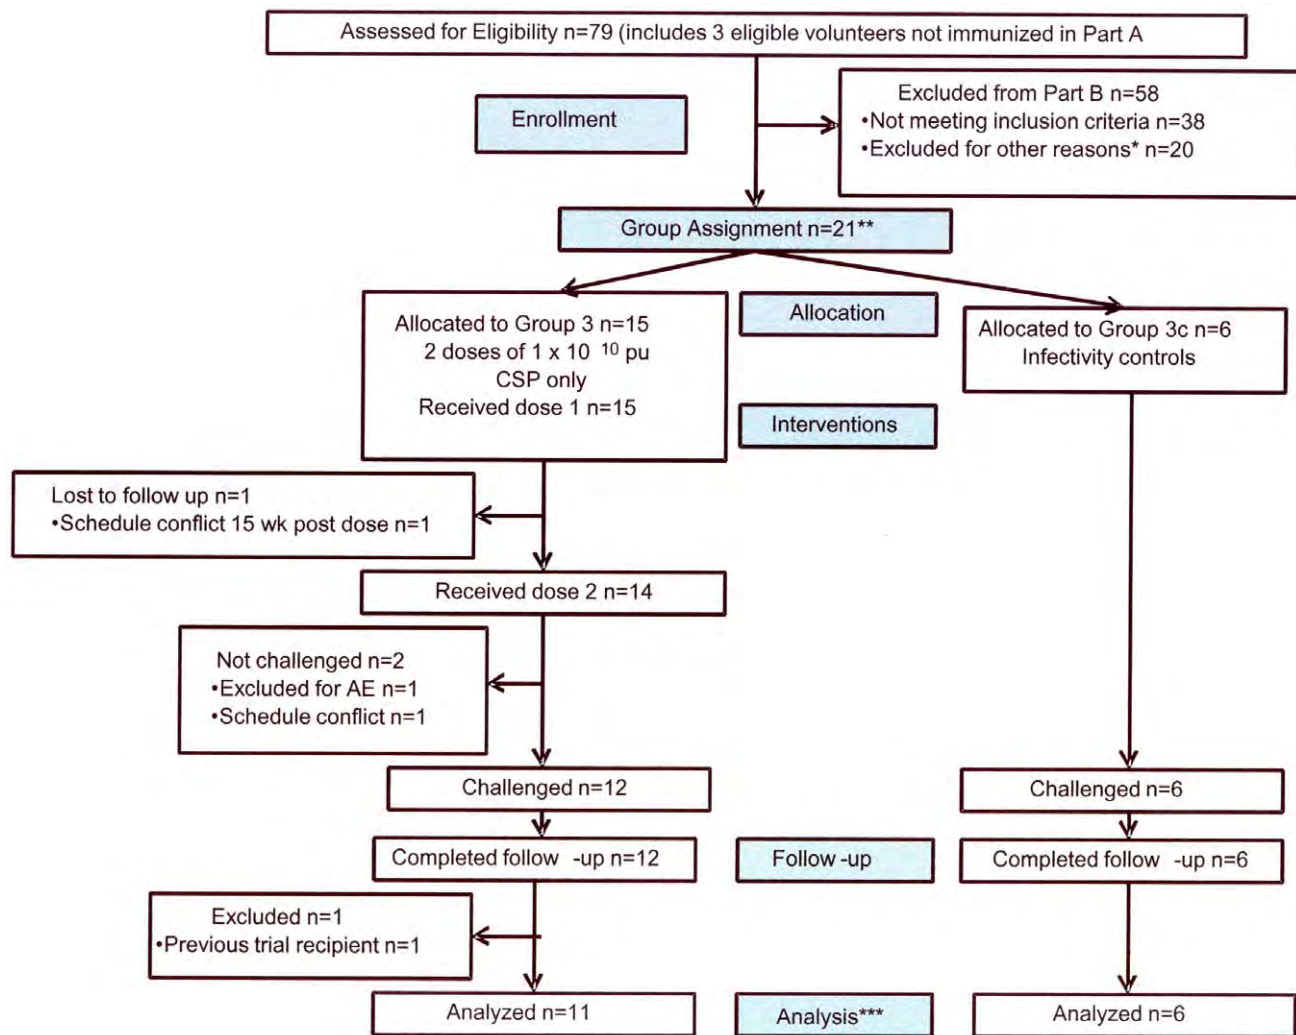 Assessed for Eligibility n=79 (includes 3 eligible volunteers not immunized in Part A
Enrollment
Excluded from Part B n=58
•Not meeting inclusion criteria n=38
•Excluded for other reasons* n=20
Group Assignment n=21**
Allocated to Group 3 n=15
2 doses of 1 x 10 10 pu
CSP only
Received dose 1 n=15
Allocation
Allocated to Group 3c n=6
Infectivity controls
Interventions
Lost to follow up n=1
•Schedule conflict 15 wk post dose n=1
Received dose 2 n=14
Not challenged n=2
•Excluded for AE n=1
•Schedule conflict n=1
Challenged n=12
Challenged n=6
Completed follow -up n=12
Follow -up
Completed follow -up n=6
Excluded n=1
•Previous trial recipient n=1
Analyzed n=11
Analysis***
Analyzed n=6